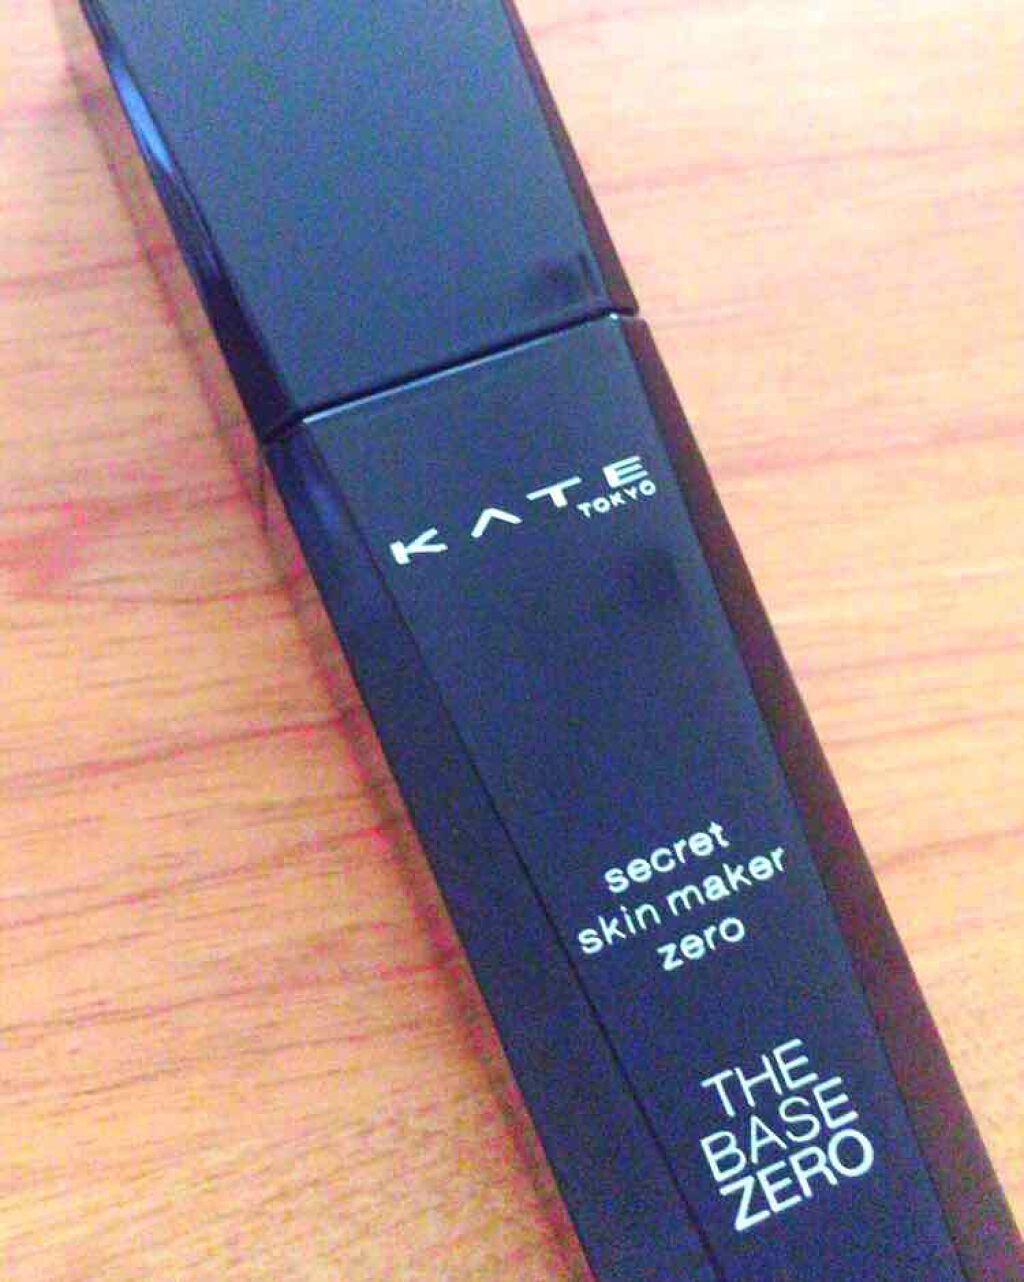 KATE
TOKYO
secret
skin maker
zero
THE
BASE
ZERO